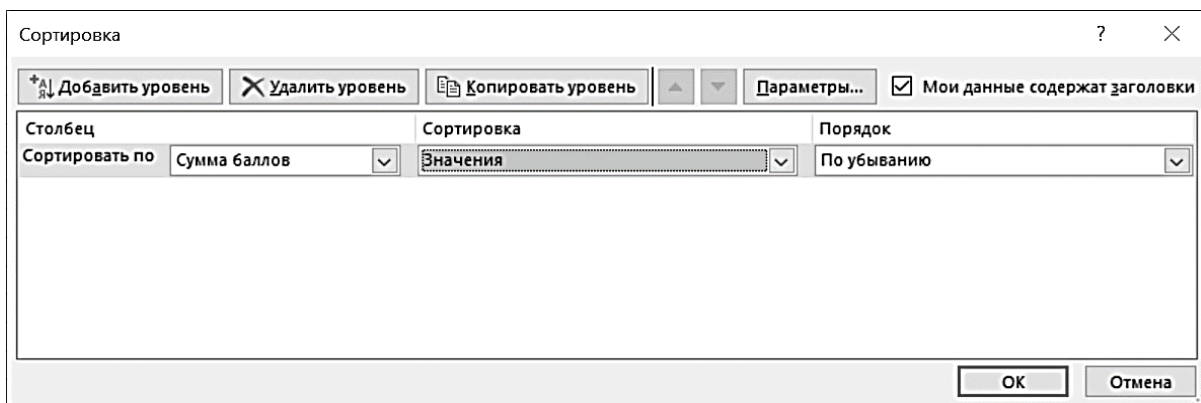 Сортировка ?
Добавить уровень Удалить уровень Копировать уровень Параметры... Мои данные содержат заголовки
Столбец Сортировка Порядок
Сортировать по Сумма баллов Значения По убыванию
ОК Отмена